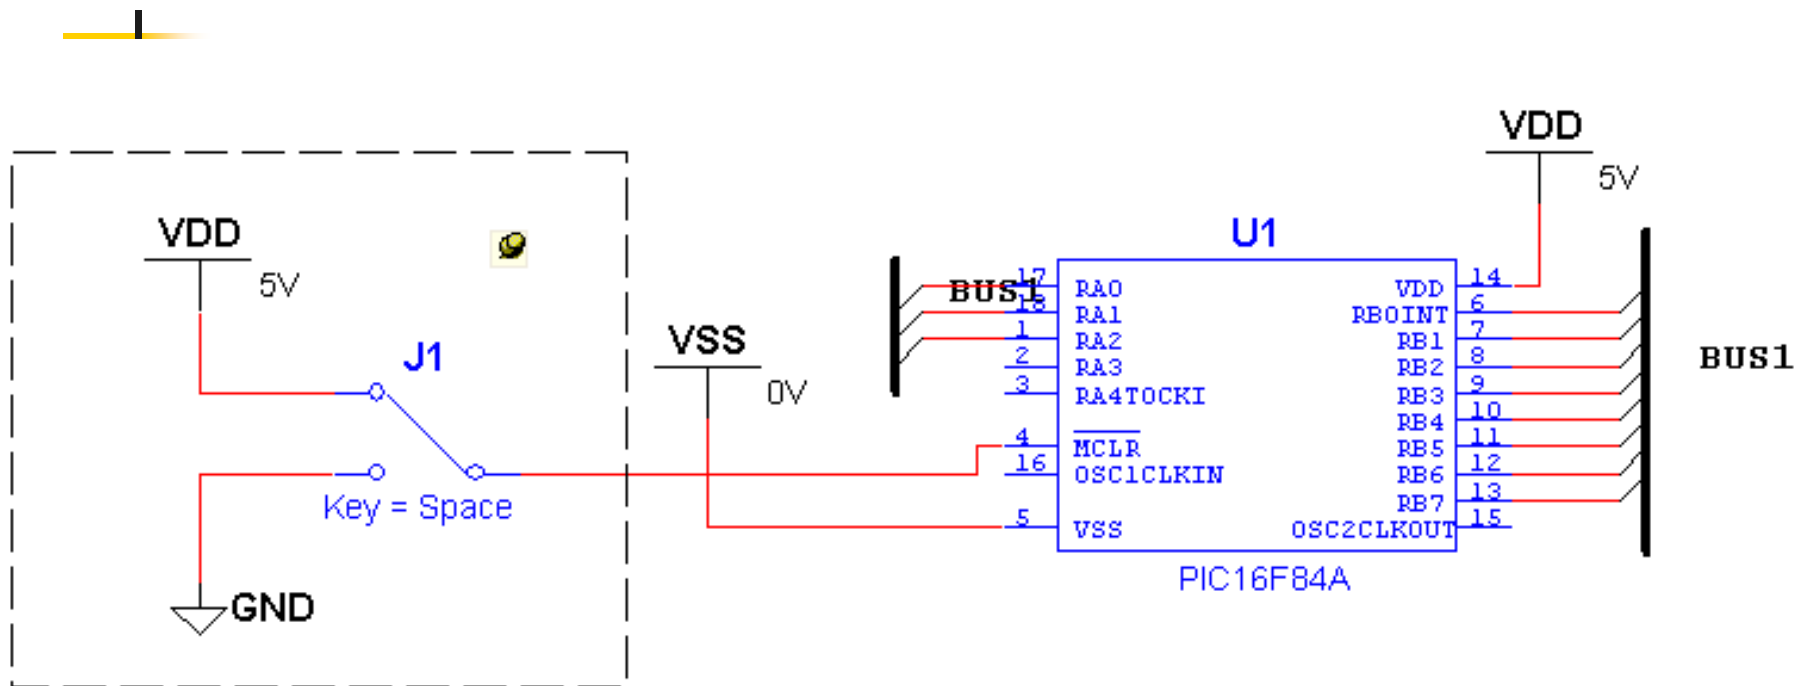 VDD
5V
J1
Key = Space
GND
VSS
0V
BUS1
U1
17 RA0
18 RA1
1 RA2
2 RA3
3 RA4T0CKI
4 MCLR
16 OSC1CLKIN
5 VSS
VDD 14
RB0INT 6
RB1 7
RB2 8
RB3 9
RB4 10
RB5 11
RB6 12
RB7 13
OSC2CLKOUT 15
PIC16F84A
VDD
5V
BUS1